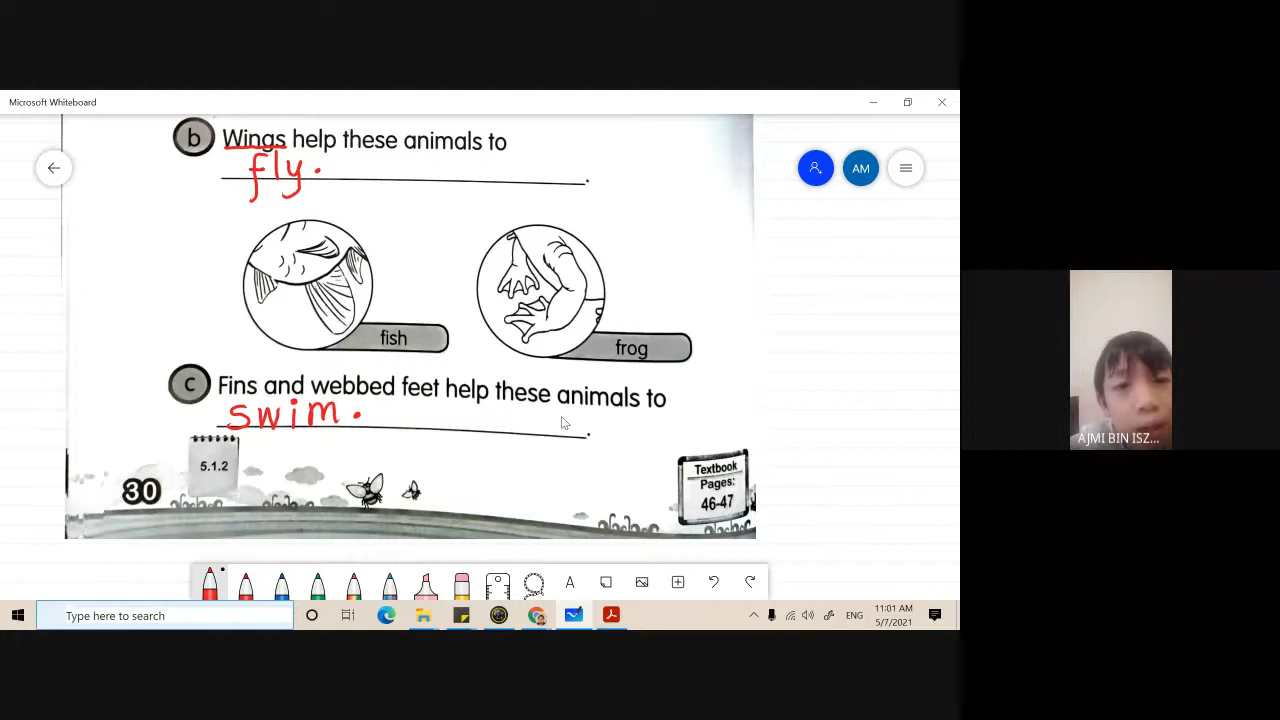 Microsoft Whiteboard
b Wings help these animals to
fly.
.
AM
fish
frog
c Fins and webbed feet help these animals to
swim.
.
5.1.2
30
Textbook
Pages:
46-47
AJMI BIN ISZ...
A
Type here to search
ENG
11:01 AM
5/7/2021